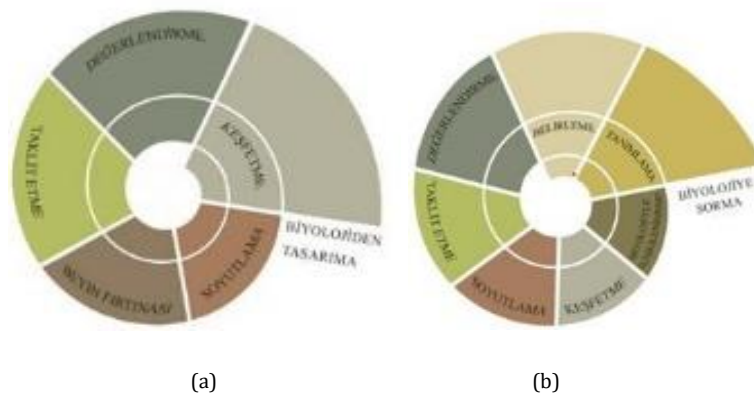 DEĞERLENDİRME
KEŞFETME
TAKLİT ETME
BİYOLOJİDEN
TASARIMA
SOYUTLAMA
BEYİN FIRTINASI
(a)
DEĞERLENDİRME
BELİRLEME
TANIMLAMA
BİYOLOJİYE
SORMA
TAKLİT ETME
SOYUTLAMA
KEŞFETME
(b)